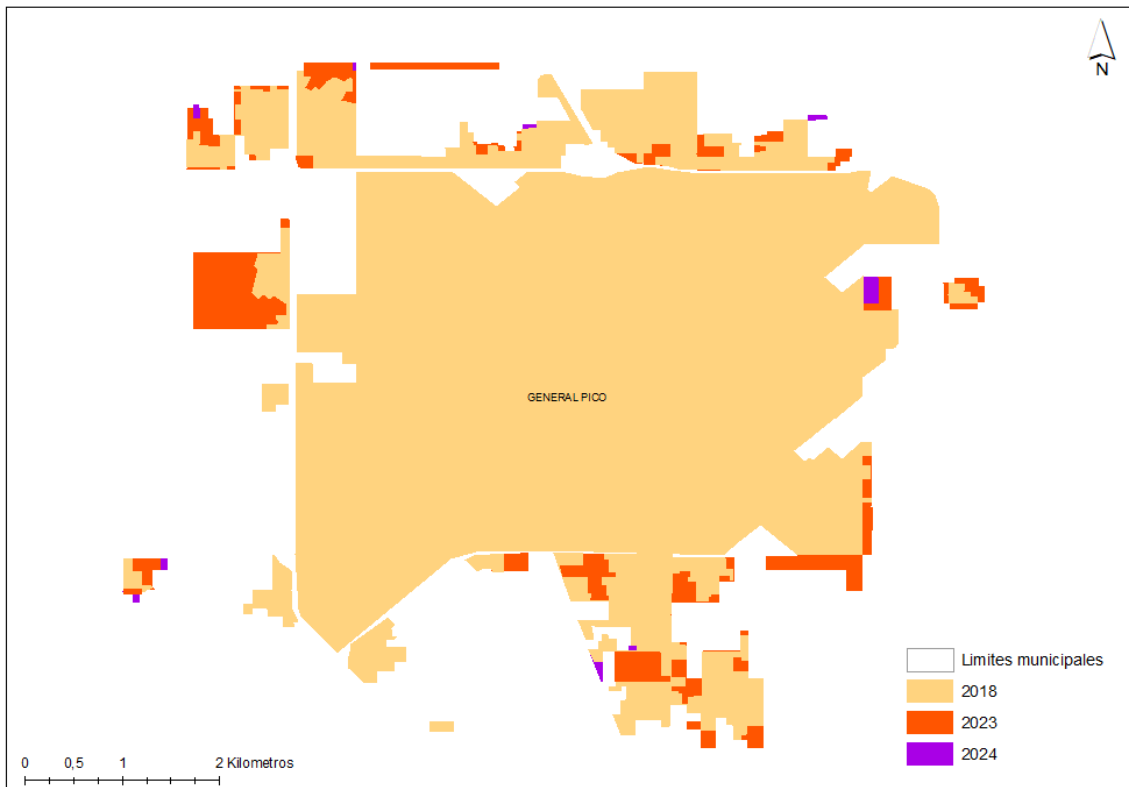 N
GENERAL PICO
Limites municipales
2018
2023
2024
0 0,5 1 2 Kilometros